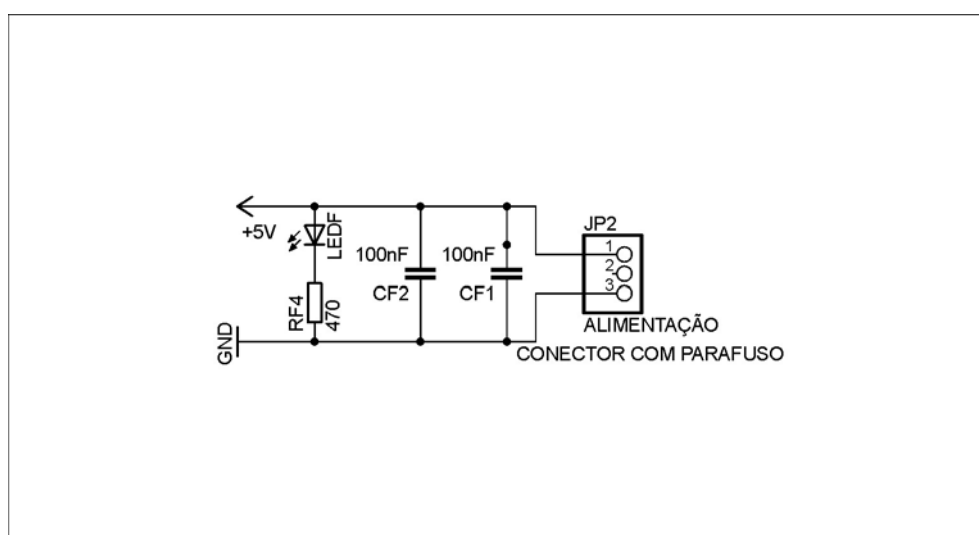 JP2
+5V
LEDF
100nF
100nF
1
2
3
CF2
CF1
RF4
470
GND
ALIMENTAÇÃO
CONECTOR COM PARAFUSO